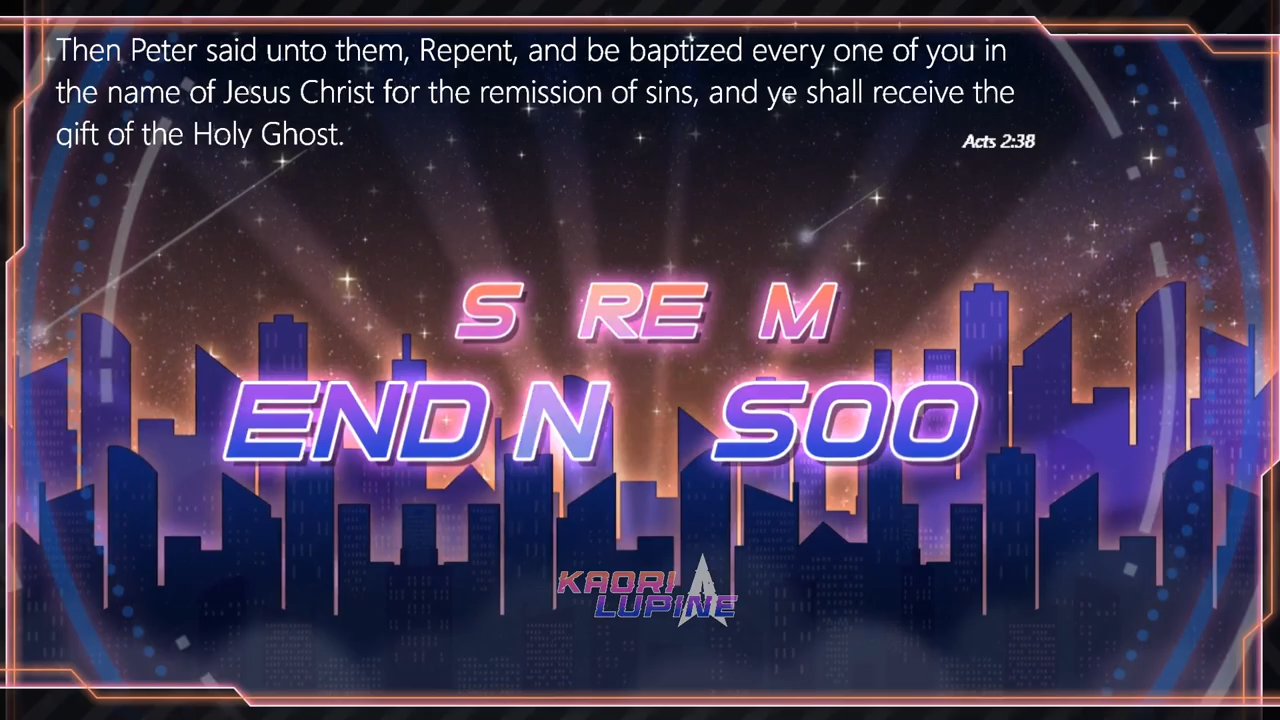 Then Peter said unto them, Repent, and be baptized every one of you in
the name of Jesus Christ for the remission of sins, and ye shall receive the
gift of the Holy Ghost.
Acts 2:38
S RE M
END N SOO
KAORI
LUPINE